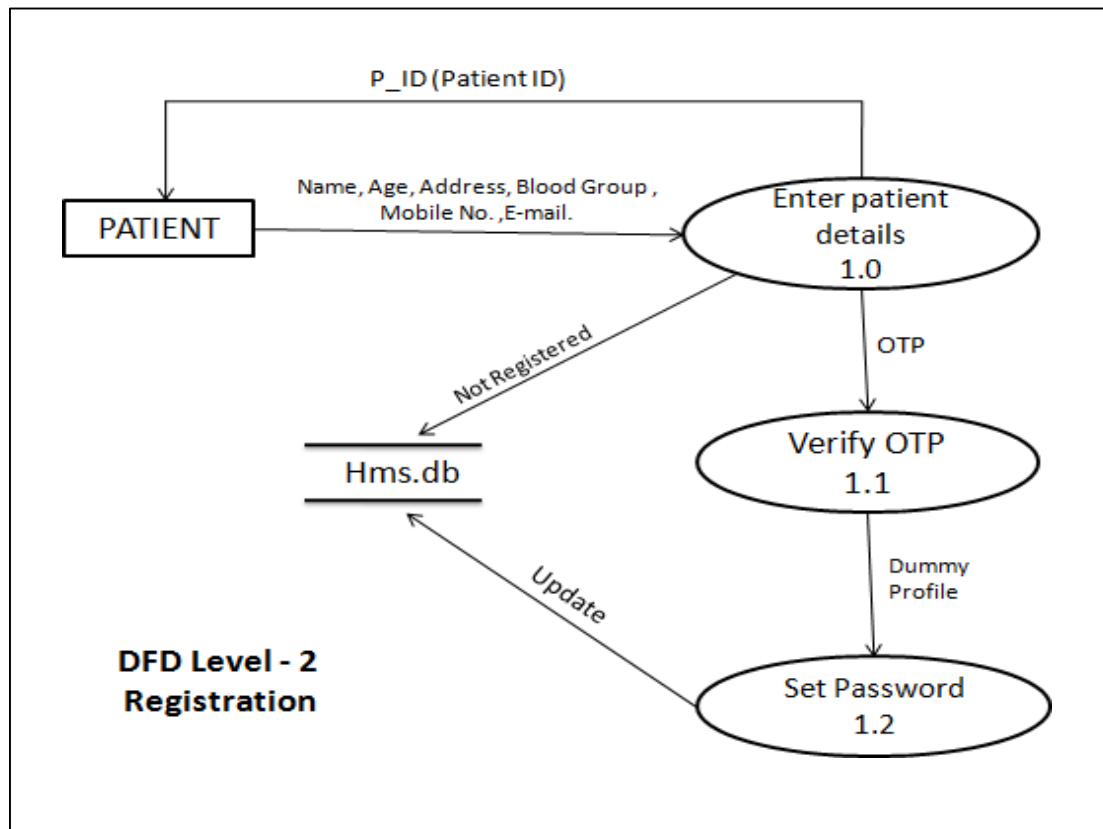 P_ID (Patient ID)
Name, Age, Address, Blood Group ,
Mobile No. ,E-mail.
PATIENT
Enter patient
details
1.0
Not Registered
OTP
Hms.db
Verify OTP
1.1
Update
Dummy
Profile
DFD Level - 2
Registration
Set Password
1.2